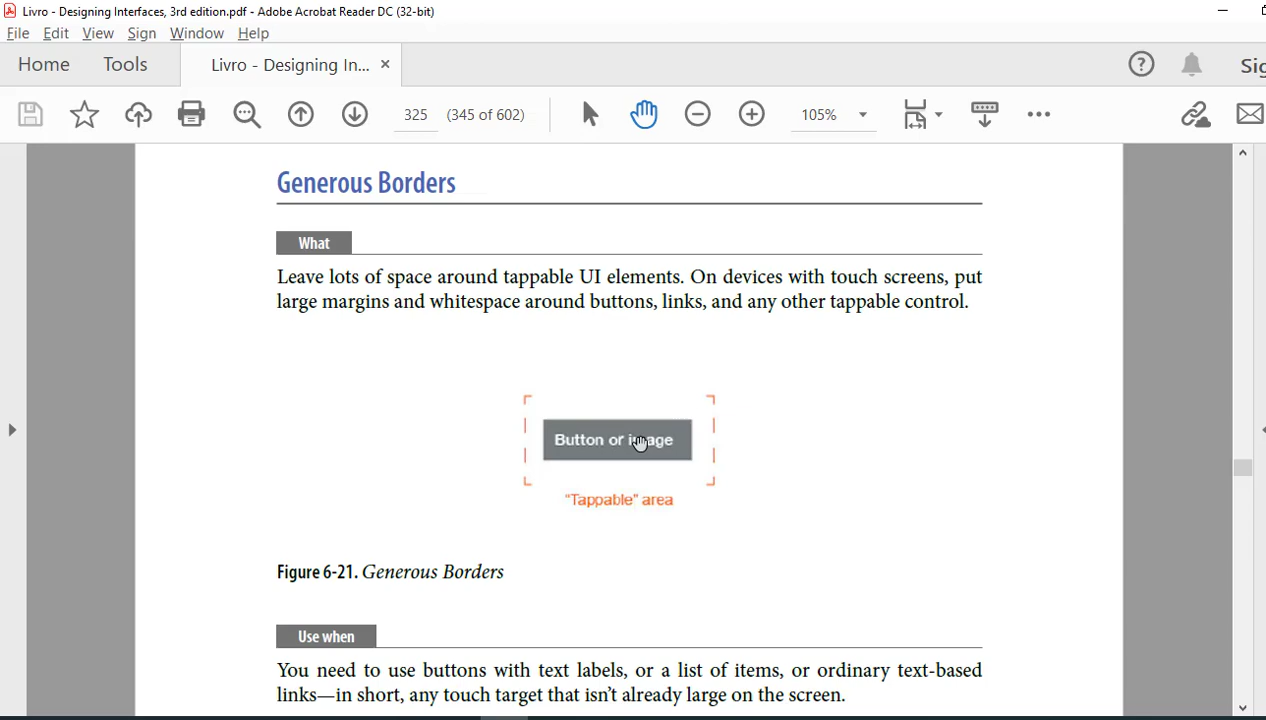 Livro - Designing Interfaces, 3rd edition.pdf - Adobe Acrobat Reader DC (32-bit)
File Edit View Sign Window Help
Home Tools Livro - Designing In... ×
325 (345 of 602) 105%
Generous Borders
What
Leave lots of space around tappable UI elements. On devices with touch screens, put
large margins and whitespace around buttons, links, and any other tappable control.
Button or image
“Tappable” area
Figure 6-21. Generous Borders
Use when
You need to use buttons with text labels, or a list of items, or ordinary text-based
links—in short, any touch target that isn’t already large on the screen.